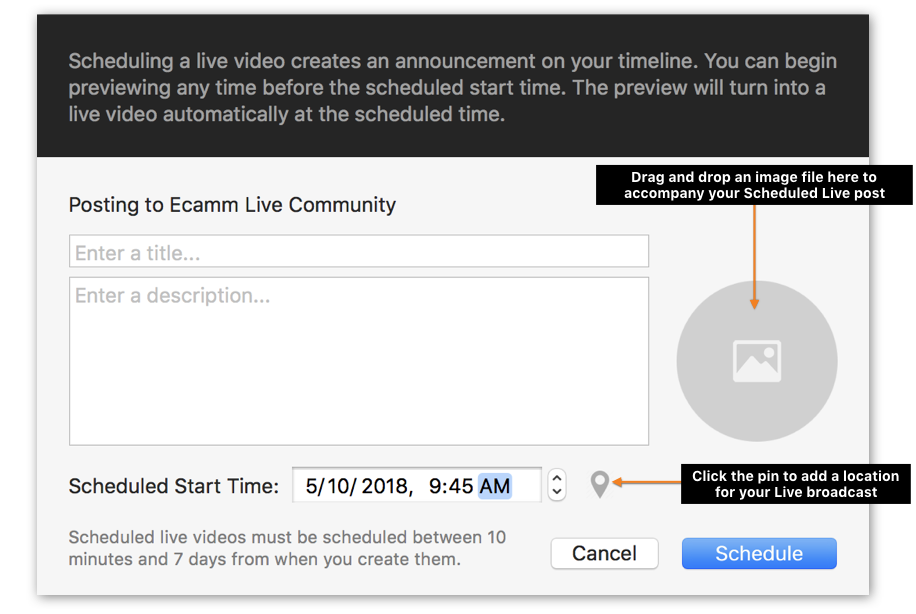 Scheduling a live video creates an announcement on your timeline. You can begin
previewing any time before the scheduled start time. The preview will turn into a
live video automatically at the scheduled time.
Drag and drop an image file here to
accompany your Scheduled Live post
Posting to Ecamm Live Community
Enter a title...
Enter a description...
Scheduled Start Time: 5/10/2018, 9:45 AM
Click the pin to add a location
for your Live broadcast
Scheduled live videos must be scheduled between 10
minutes and 7 days from when you create them.
Cancel
Schedule